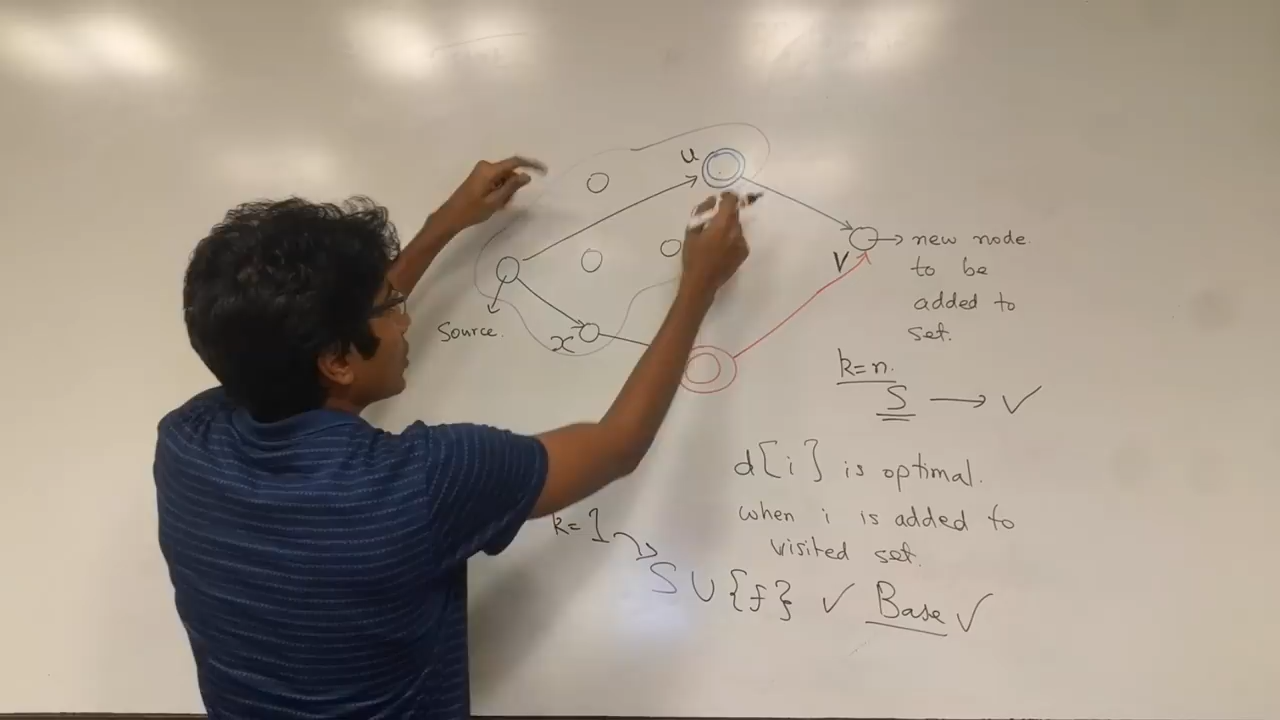 u
V
new node.
to be
added to
set.
Source.
x
k=n.
S → ✓
d[i] is optimal.
when i is added to
visited set.
k=1
S ∪ {f} ✓ Base ✓